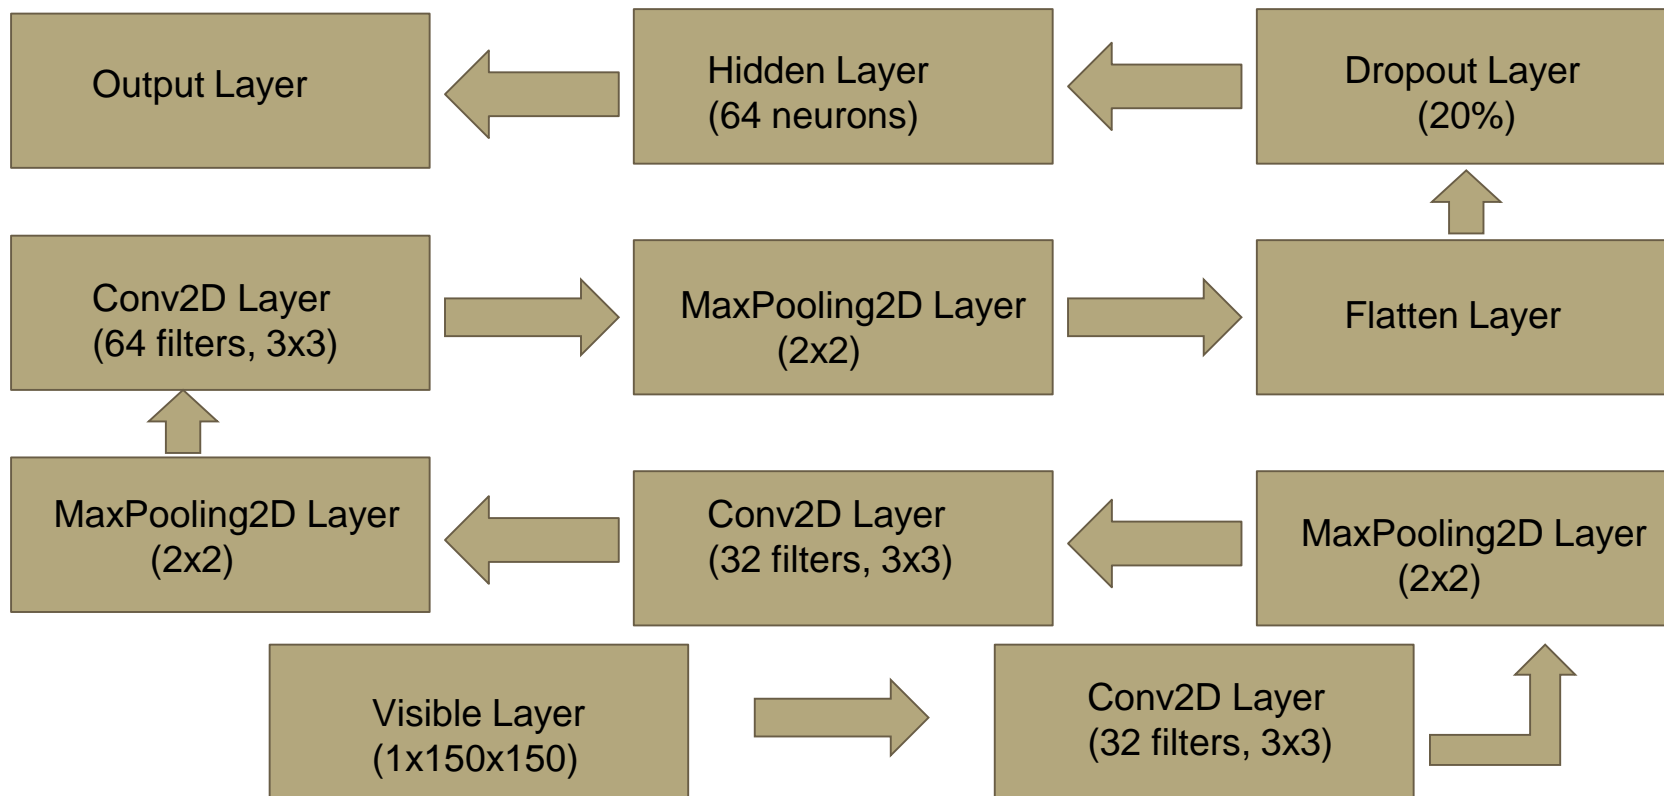 Output Layer
Hidden Layer
(64 neurons)
Dropout Layer
(20%)
Conv2D Layer
(64 filters, 3x3)
MaxPooling2D Layer
(2x2)
Flatten Layer
MaxPooling2D Layer
(2x2)
Conv2D Layer
(32 filters, 3x3)
MaxPooling2D Layer
(2x2)
Visible Layer
(1x150x150)
Conv2D Layer
(32 filters, 3x3)